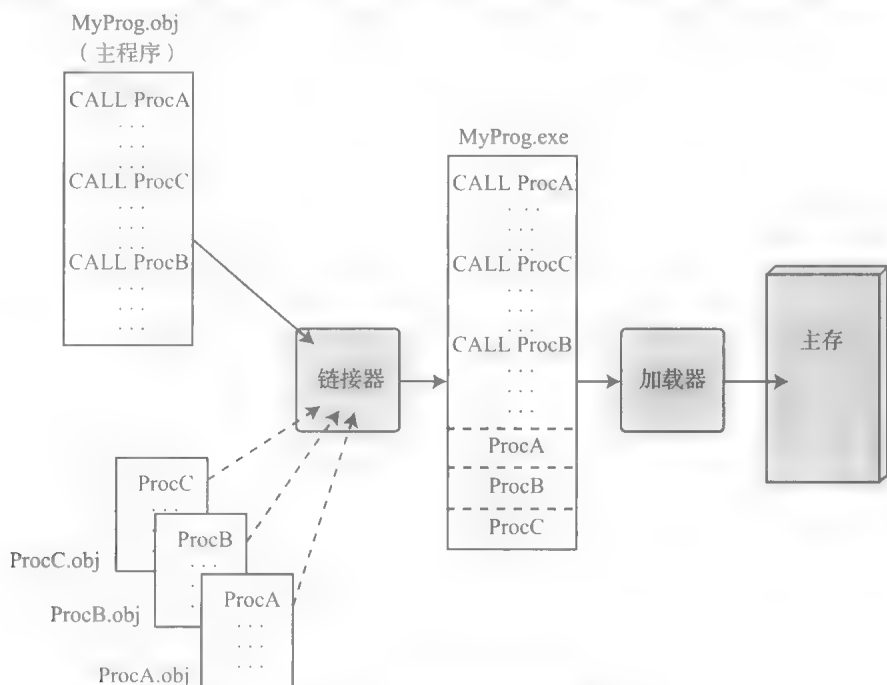 MyProg.obj
（主程序）
CALL ProcA
. . .
. . .
CALL ProcC
. . .
. . .
CALL ProcB
. . .
. . .
链接器
ProcC
. . .
ProcC.obj
ProcB
. . .
ProcB.obj
ProcA
. . .
. . .
ProcA.obj
MyProg.exe
CALL ProcA
. . .
. . .
CALL ProcC
. . .
. . .
CALL ProcB
. . .
. . .
. . .
ProcA
ProcB
ProcC
加载器
主存